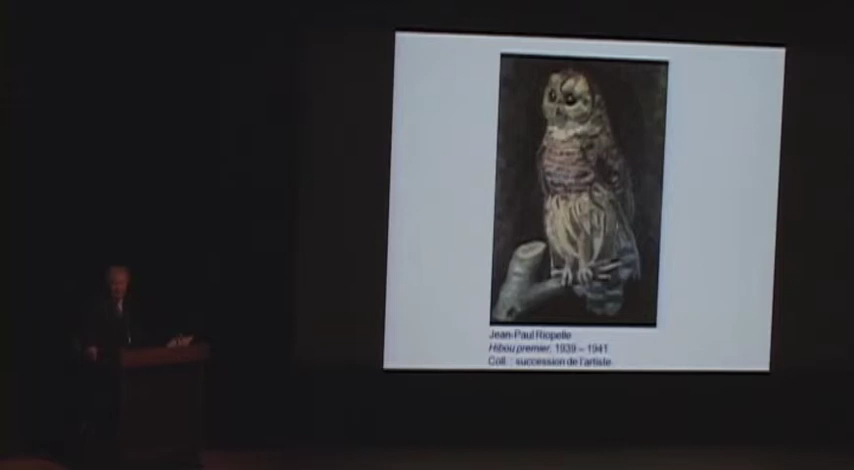 Jean-Paul Riopelle
Hibou premier, 1939 – 1941
Coll. : succession de l'artiste